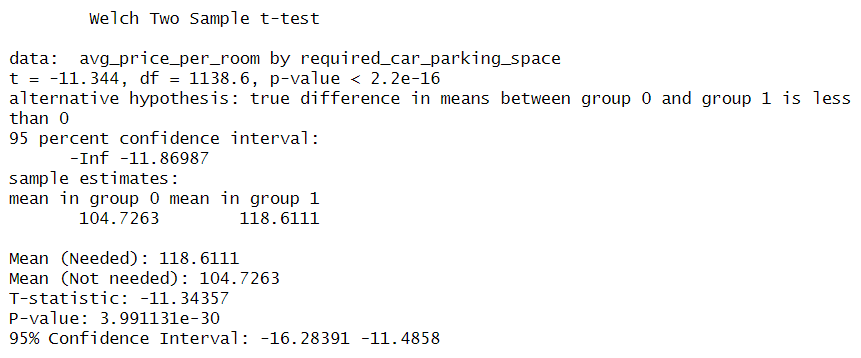 Welch Two Sample t-test
data:  avg_price_per_room by required_car_parking_space
t = -11.344, df = 1138.6, p-value < 2.2e-16
alternative hypothesis: true difference in means between group 0 and group 1 is less
than 0
95 percent confidence interval:
-Inf -11.86987
sample estimates:
mean in group 0 mean in group 1
104.7263        118.6111
Mean (Needed): 118.6111
Mean (Not needed): 104.7263
T-statistic: -11.34357
P-value: 3.991131e-30
95% Confidence Interval: -16.28391 -11.4858